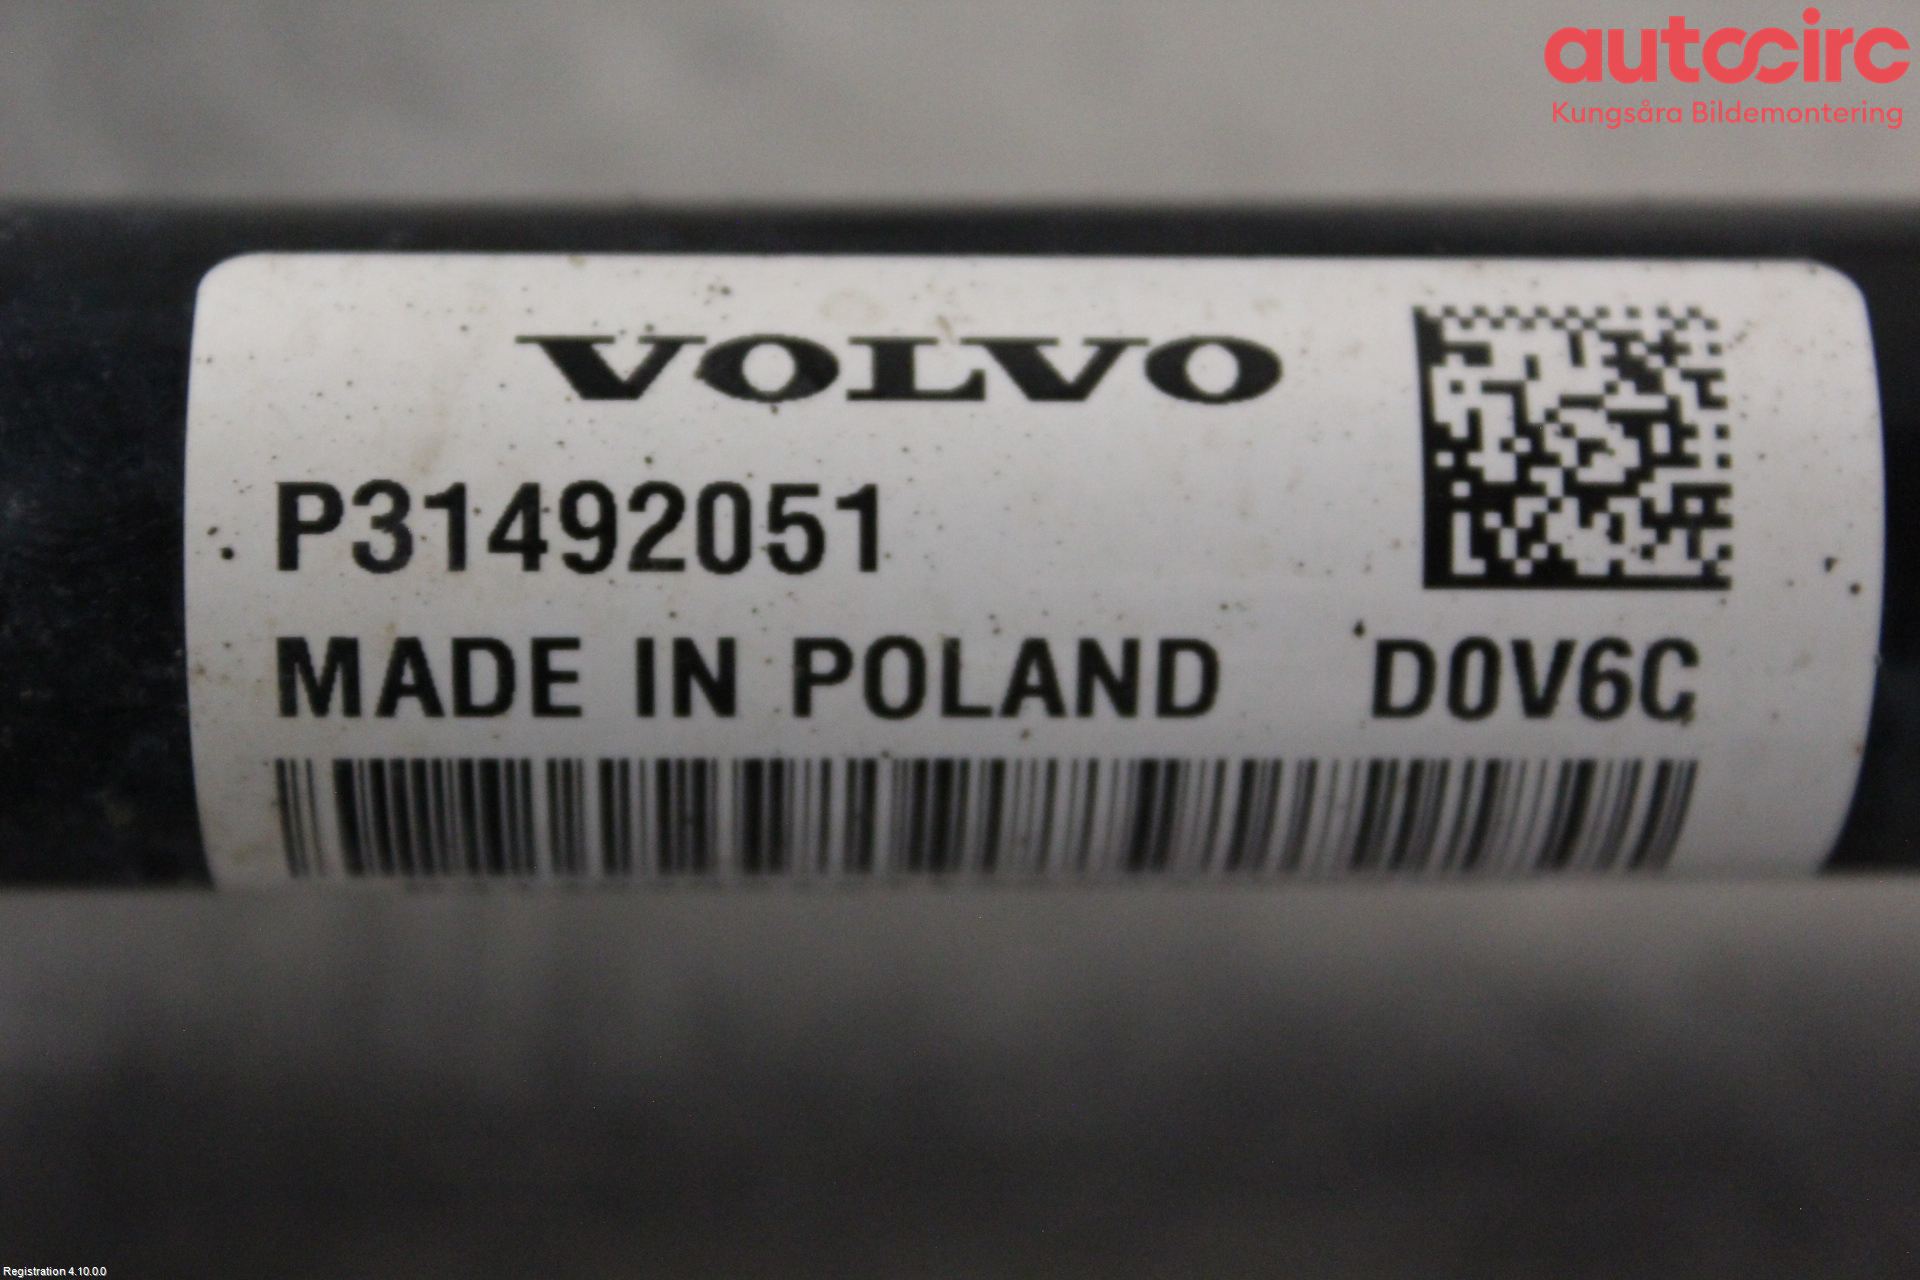 autocirc
Kungsåra Bildemontering
VOLVO
P31492051
MADE IN POLAND D0V6C
Registration 4.10.0.0